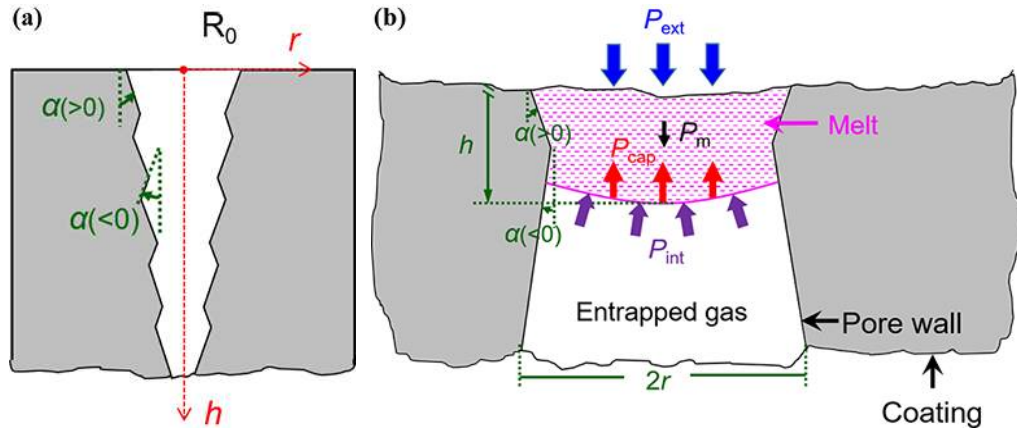 (a)
R0
r
α(>0)
α(<0)
h
(b)
Pext
α(>0)
h
Pm
Melt
Pcap
α(<0)
Pint
Entrapped gas
Pore wall
2r
Coating